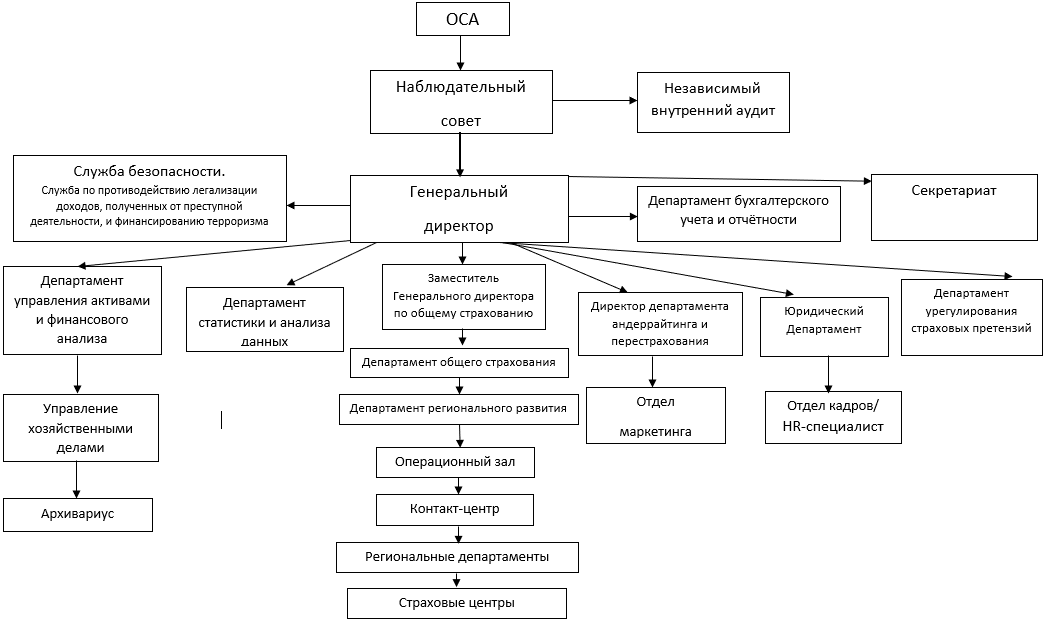 ОСА
Наблюдательный
совет
Независимый
внутренний аудит
Служба безопасности.
Служба по противодействию легализации
доходов, полученных от преступной
деятельности, и финансированию терроризма
Генеральный
директор
Департамент бухгалтерского
учета и отчётности
Секретариат
Департамент
управления активами
и финансового
анализа
Департамент
статистики и анализа
данных
Заместитель
Генерального директора
по общему страхованию
Директор департамента
андеррайтинга и
перестрахования
Юридический
Департамент
Департамент
урегулирования
страховых претензий
Департамент общего страхования
Управление
хозяйственными
делами
Департамент регионального развития
Отдел
маркетинга
Отдел кадров/
HR-специалист
Операционный зал
Архивариус
Контакт-центр
Региональные департаменты
Страховые центры